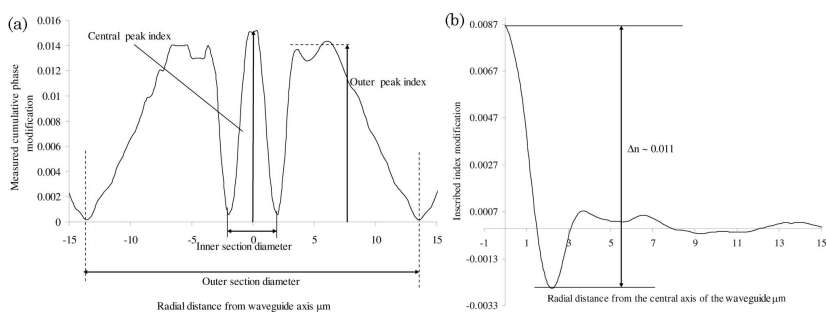 (a)
Measured cumulative phase
modification
0.016
0.014
0.012
0.01
0.008
0.006
0.004
0.002
0
Central peak index
Outer peak index
-15
-10
-5
0
5
10
15
Inner section diameter
Outer section diameter
Radial distance from waveguide axis μm
(b)
Inscribed index modification
0.0087
0.0067
0.0047
0.0027
0.0007
-0.0013
-0.0033
Δn ~ 0.011
-1
1
3
5
7
9
11
13
15
Radial distance from the central axis of the waveguide μm